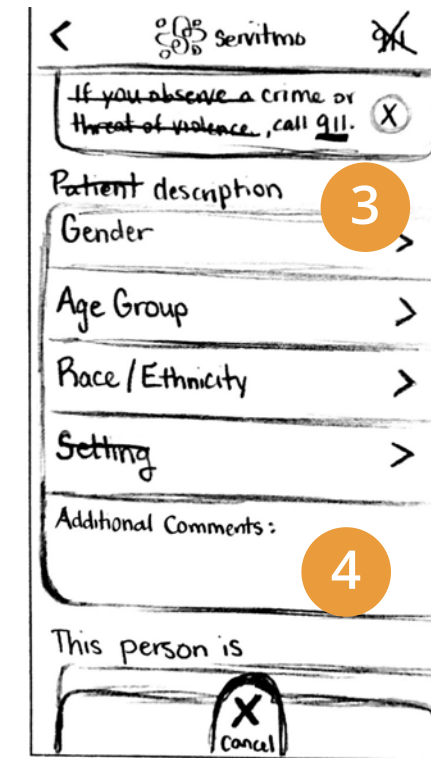 servitmo 911
If you observe a crime or
threat of violence, call 911. X
Patient description
3
Gender
Age Group
Race/Ethnicity
Setting
Additional Comments:
4
This person is
X
Cancel